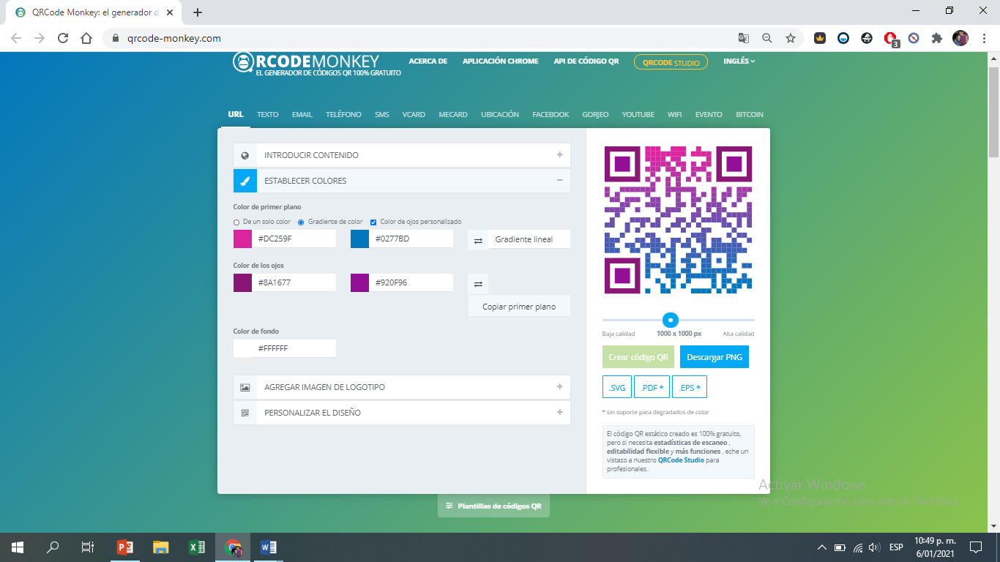 QRCode Monkey: el generador d
qrcode-monkey.com
3
RCODEMONKEY
EL GENERADOR DE CÓDIGOS QR 100% GRATUITO
ACERCA DE APLICACIÓN CHROME API DE CÓDIGO QR QRCODE STUDIO INGLÉS
URL TEXTO EMAIL TELÉFONO SMS VCARD MECARD UBICACIÓN FACEBOOK GORJEO YOUTUBE WIFI EVENTO BITCOIN
INTRODUCIR CONTENIDO +
ESTABLECER COLORES −
Color de primer plano
De un solo color Gradiente de color Color de ojos personalizado
#DC259F #0277BD Gradiente lineal
Color de los ojos
#8A1677 #920F96
Copiar primer plano
Color de fondo
#FFFFFF
AGREGAR IMAGEN DE LOGOTIPO +
PERSONALIZAR EL DISEÑO +
Baja calidad 1000 x 1000 px Alta calidad
Crear código QR Descargar PNG
.SVG .PDF * .EPS *
* sin soporte para degradados de color
El código QR estático creado es 100% gratuito,
pero si necesita estadísticas de escaneo ,
editabilidad flexible y más funciones , eche un
vistazo a nuestro QRCode Studio para
profesionales.
Plantillas de códigos QR
Activar Windows
Ve a Configuración para activar Windows.
ESP
10:49 p. m.
6/01/2021